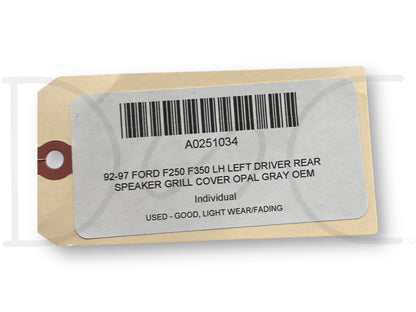 A0251034
92-97 FORD F250 F350 LH LEFT DRIVER REAR
SPEAKER GRILL COVER OPAL GRAY OEM
Individual
USED - GOOD, LIGHT WEAR/FADING